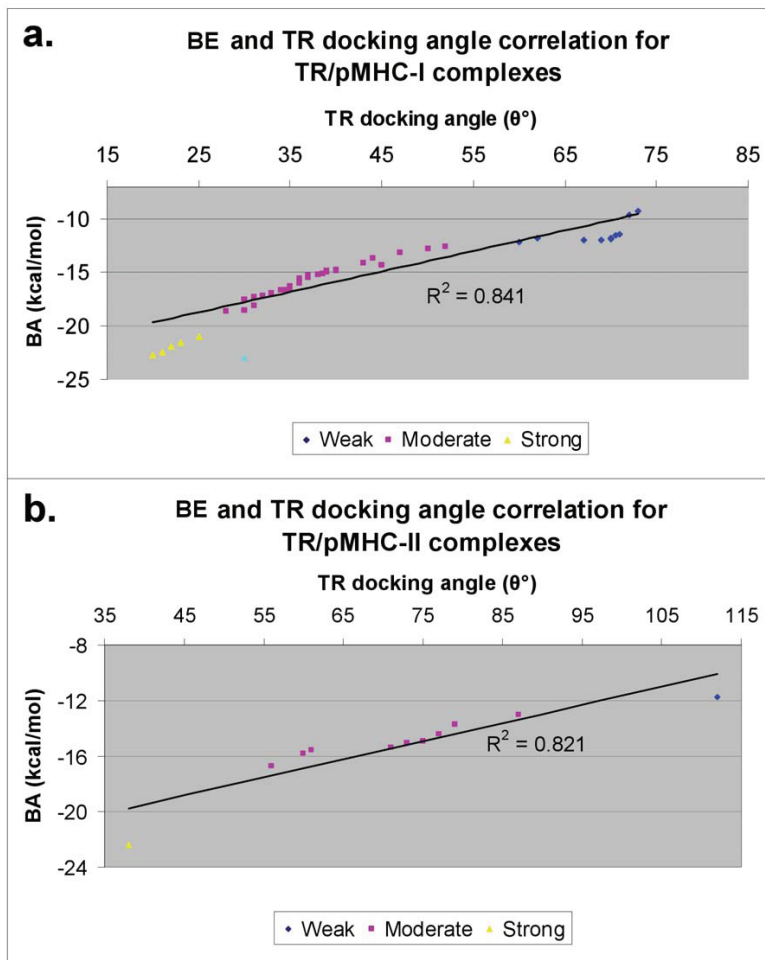 a.
BE and TR docking angle correlation for
TR/pMHC-I complexes
TR docking angle (θ°)
15 25 35 45 55 65 75 85
-10
-15
-20
-25
BA (kcal/mol)
R² = 0.841
Weak Moderate Strong
b.
BE and TR docking angle correlation for
TR/pMHC-II complexes
TR docking angle (θ°)
35 45 55 65 75 85 95 105 115
-8
-12
-16
-20
-24
BA (kcal/mol)
R² = 0.821
Weak Moderate Strong